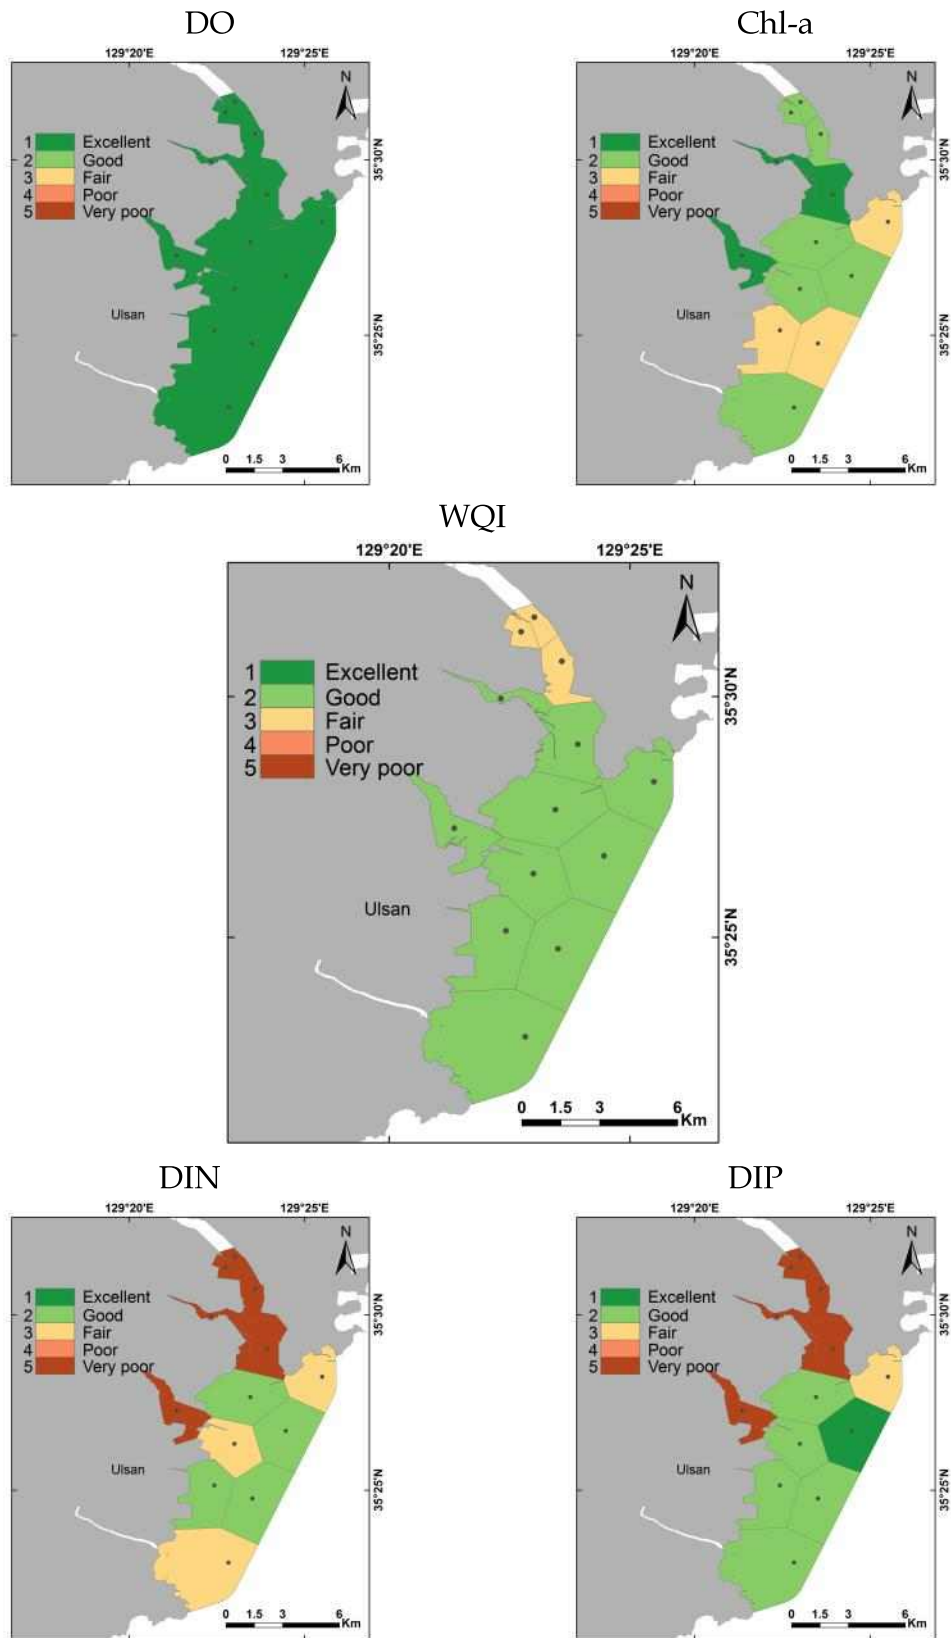 DO
129°20'E 129°25'E
N
1 Excellent
2 Good
3 Fair
4 Poor
5 Very poor
35°30'N
Ulsan
35°25'N
0 1.5 3 6
Km
Chl-a
129°20'E 129°25'E
N
1 Excellent
2 Good
3 Fair
4 Poor
5 Very poor
35°30'N
Ulsan
35°25'N
0 1.5 3 6
Km
WQI
129°20'E 129°25'E
N
1 Excellent
2 Good
3 Fair
4 Poor
5 Very poor
35°30'N
Ulsan
35°25'N
0 1.5 3 6
Km
DIN
129°20'E 129°25'E
N
1 Excellent
2 Good
3 Fair
4 Poor
5 Very poor
35°30'N
Ulsan
35°25'N
0 1.5 3 6
Km
DIP
129°20'E 129°25'E
N
1 Excellent
2 Good
3 Fair
4 Poor
5 Very poor
35°30'N
Ulsan
35°25'N
0 1.5 3 6
Km